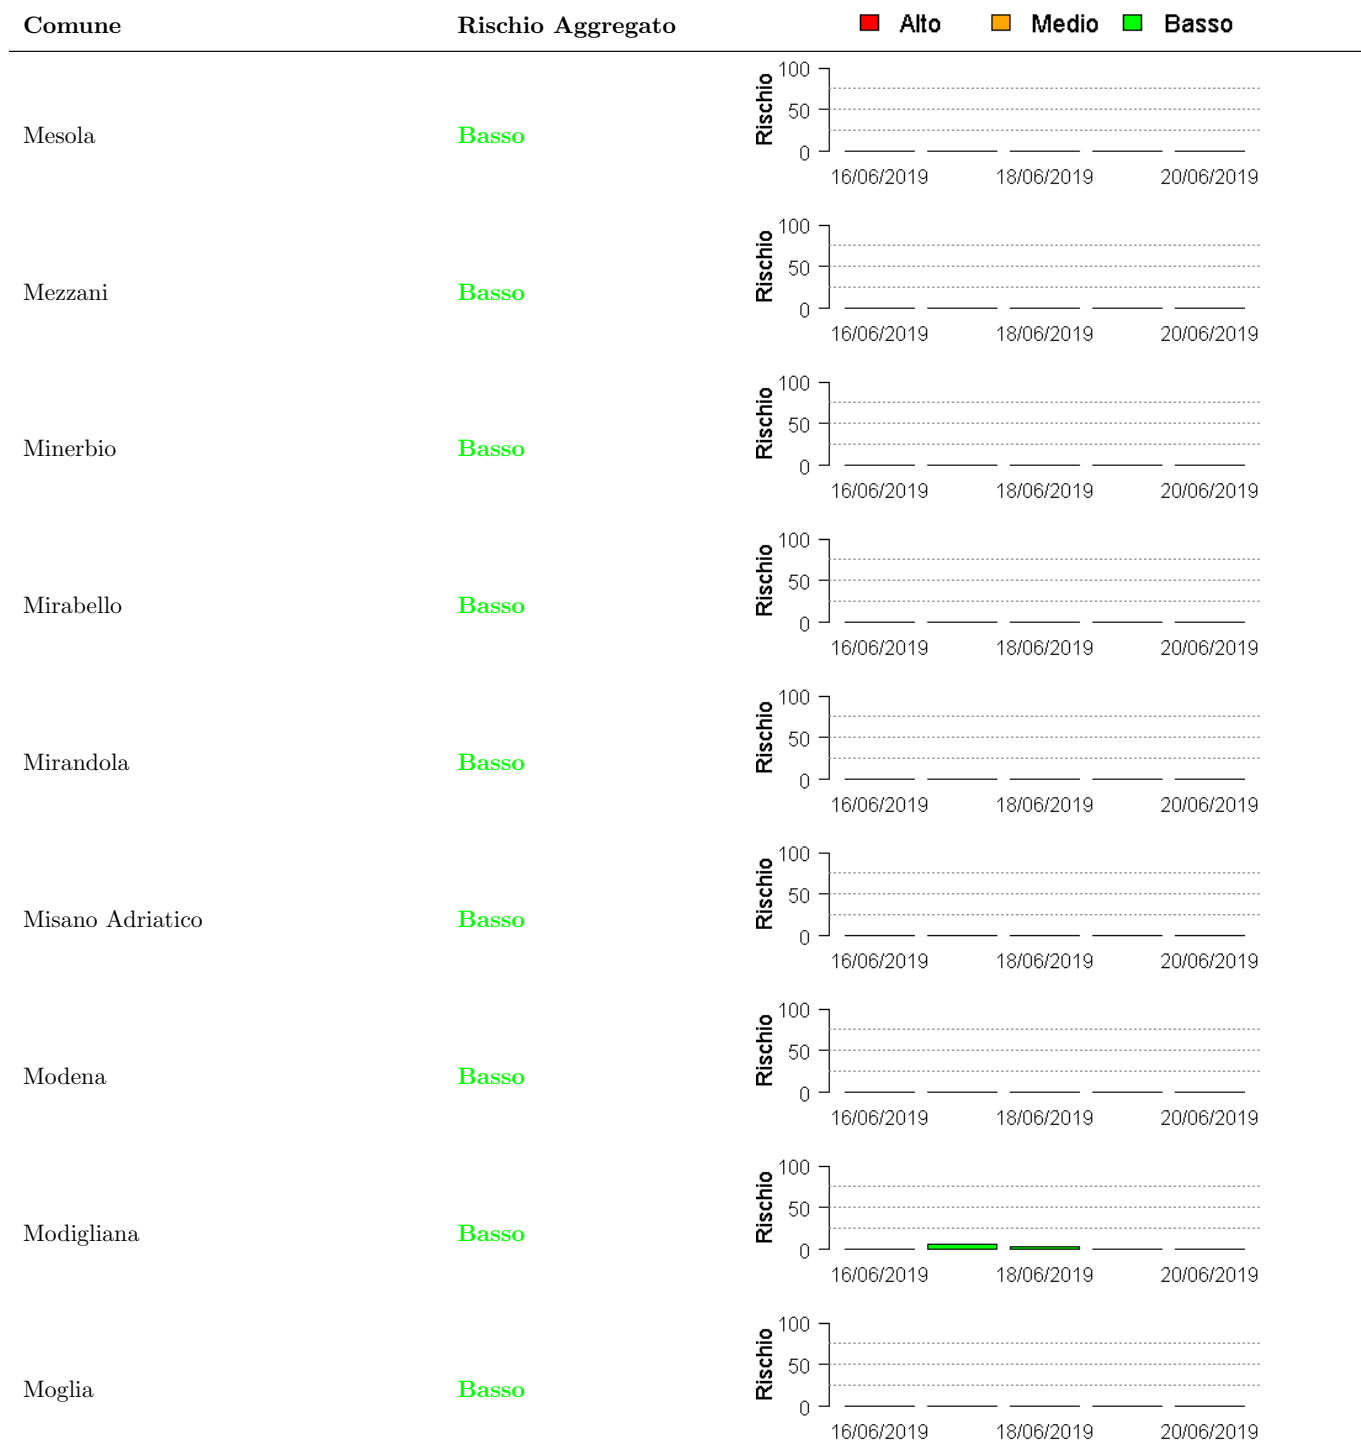 Comune Rischio Aggregato Alto Medio Basso
Mesola Basso
Rischio
100
50
0
16/06/2019 18/06/2019 20/06/2019
Mezzani Basso
Rischio
100
50
0
16/06/2019 18/06/2019 20/06/2019
Minerbio Basso
Rischio
100
50
0
16/06/2019 18/06/2019 20/06/2019
Mirabello Basso
Rischio
100
50
0
16/06/2019 18/06/2019 20/06/2019
Mirandola Basso
Rischio
100
50
0
16/06/2019 18/06/2019 20/06/2019
Misano Adriatico Basso
Rischio
100
50
0
16/06/2019 18/06/2019 20/06/2019
Modena Basso
Rischio
100
50
0
16/06/2019 18/06/2019 20/06/2019
Modigliana Basso
Rischio
100
50
0
16/06/2019 18/06/2019 20/06/2019
Moglia Basso
Rischio
100
50
0
16/06/2019 18/06/2019 20/06/2019